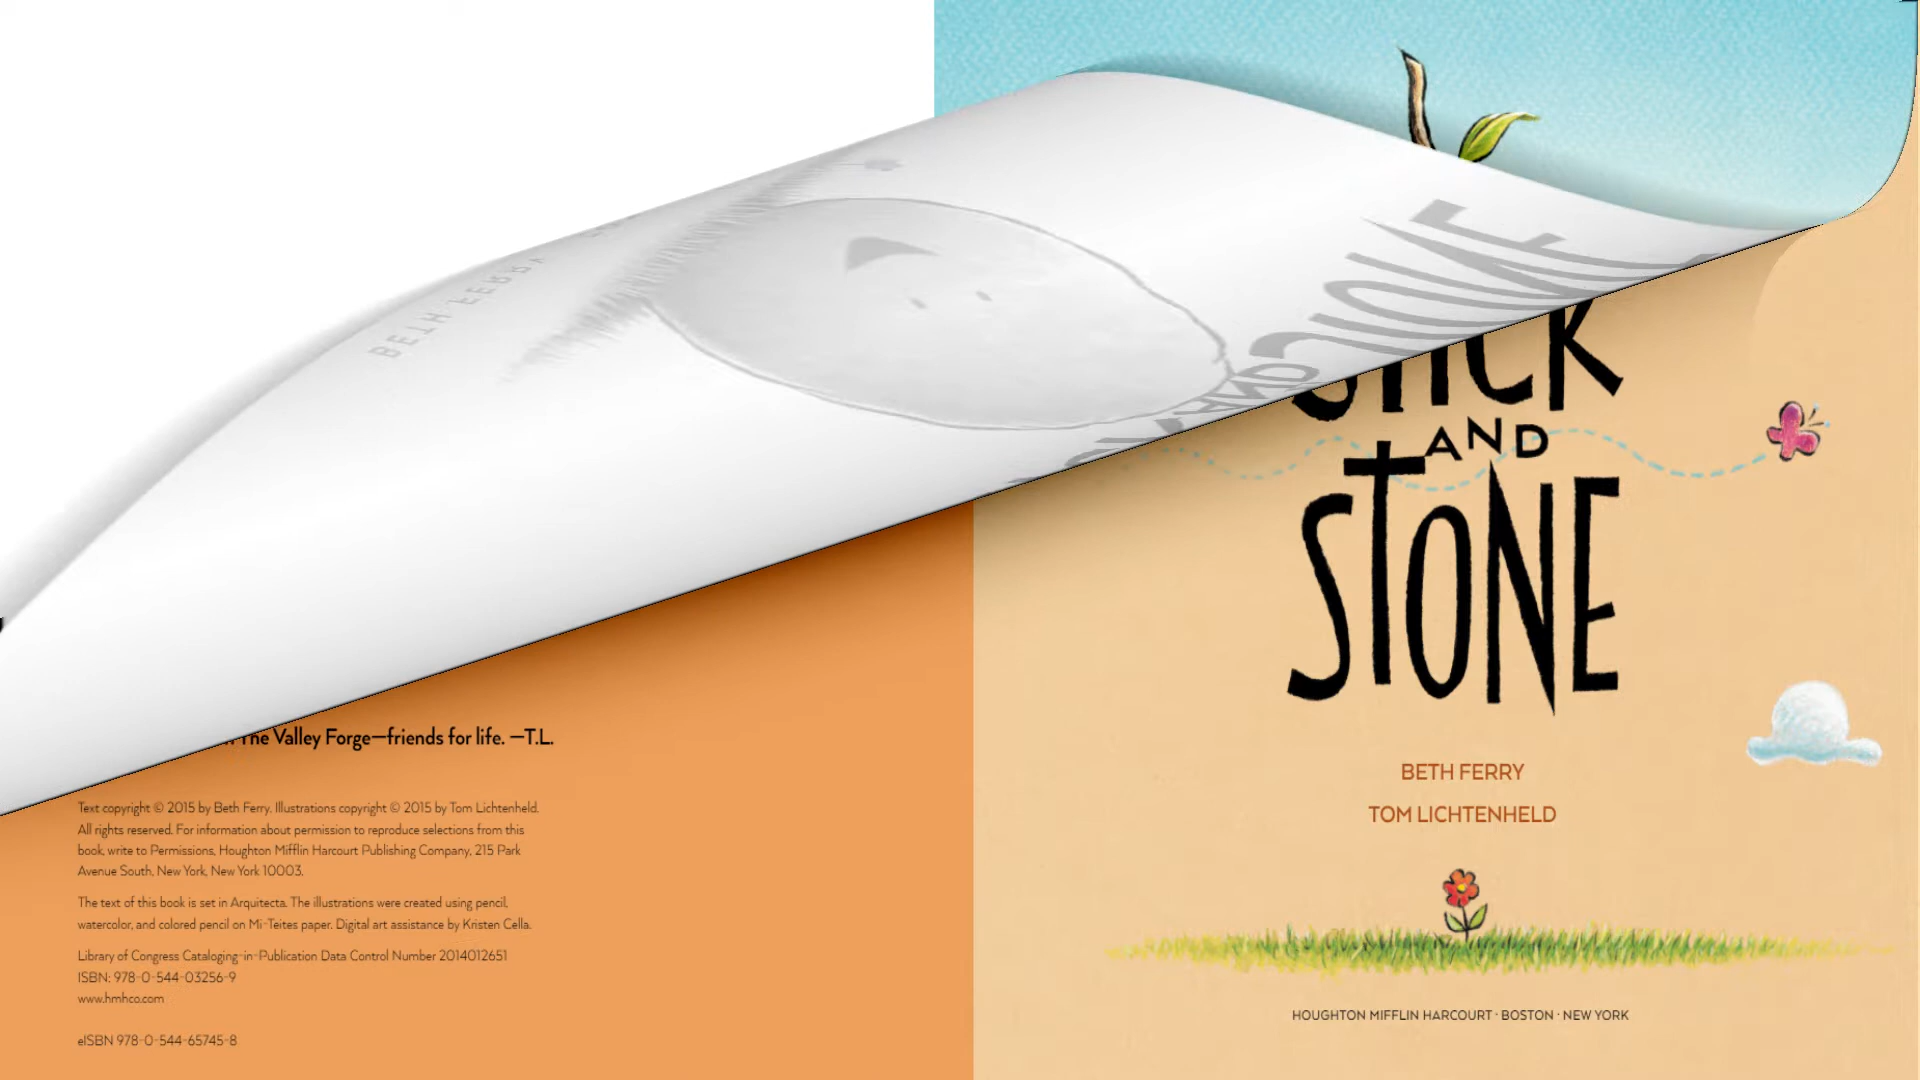 The Valley Forge—friends for life. —T.L.
Text copyright © 2015 by Beth Ferry. Illustrations copyright © 2015 by Tom Lichtenheld.
All rights reserved. For information about permission to reproduce selections from this
book, write to Permissions, Houghton Mifflin Harcourt Publishing Company, 215 Park
Avenue South, New York, New York 10003.
The text of this book is set in Arquitecta. The illustrations were created using pencil,
watercolor, and colored pencil on Mi-Teites paper. Digital art assistance by Kristen Cella.
Library of Congress Cataloging-in-Publication Data Control Number 2014012651
ISBN: 978-0-544-03256-9
www.hmhco.com
eISBN 978-0-544-65745-8
BETH FERRY
AND STONE
STICK
AND
STONE
BETH FERRY
TOM LICHTENHELD
HOUGHTON MIFFLIN HARCOURT · BOSTON · NEW YORK